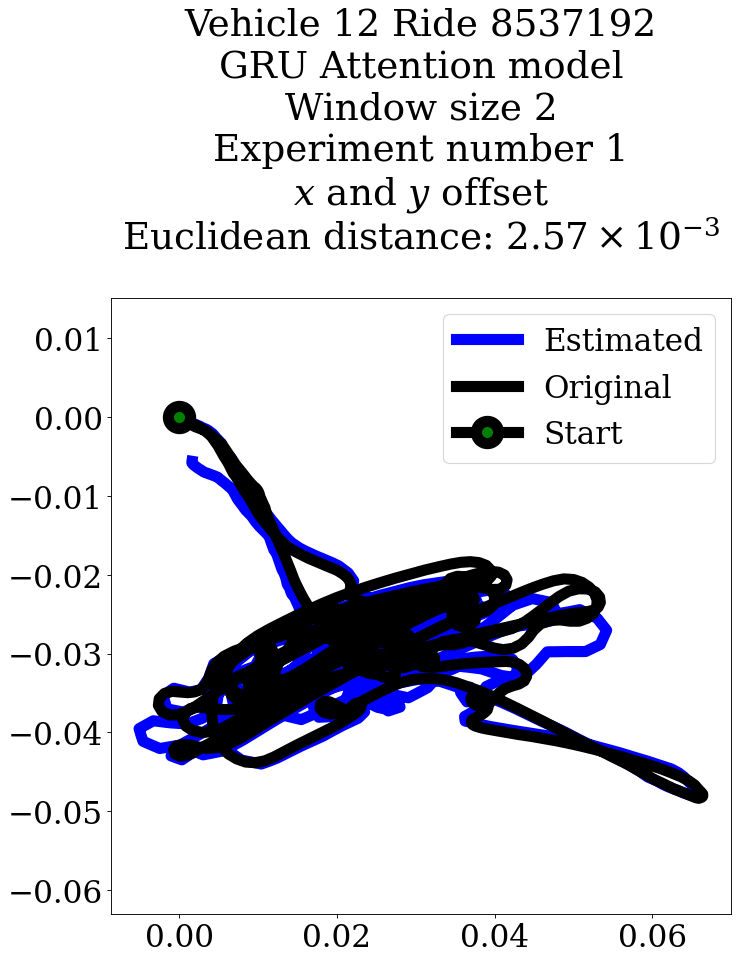 Vehicle 12 Ride 8537192
GRU Attention model
Window size 2
Experiment number 1
x and y offset
Euclidean distance: 2.57 × 10⁻³
Estimated
Original
Start
0.01
0.00
−0.01
−0.02
−0.03
−0.04
−0.05
−0.06
0.00 0.02 0.04 0.06